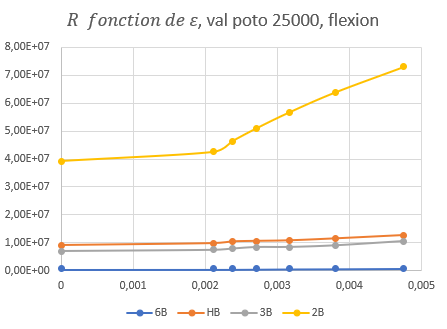 R fonction de ε, val poto 25000, flexion
8,00E+07
7,00E+07
6,00E+07
5,00E+07
4,00E+07
3,00E+07
2,00E+07
1,00E+07
0,00E+00
0 0,001 0,002 0,003 0,004 0,005
6B HB 3B 2B